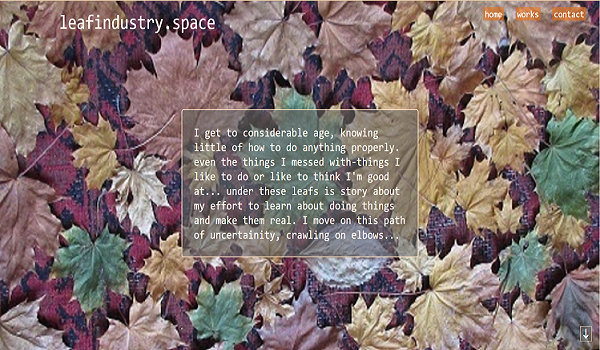 leafindustry.space
home works contact
I get to considerable age, knowing
little of how to do anything properly.
even the things I messed with-things I
like to do or like to think I'm good
at... under these leafs is story about
my effort to learn about doing things
and make them real. I move on this path
of uncertainity, crawling on elbows...
↓